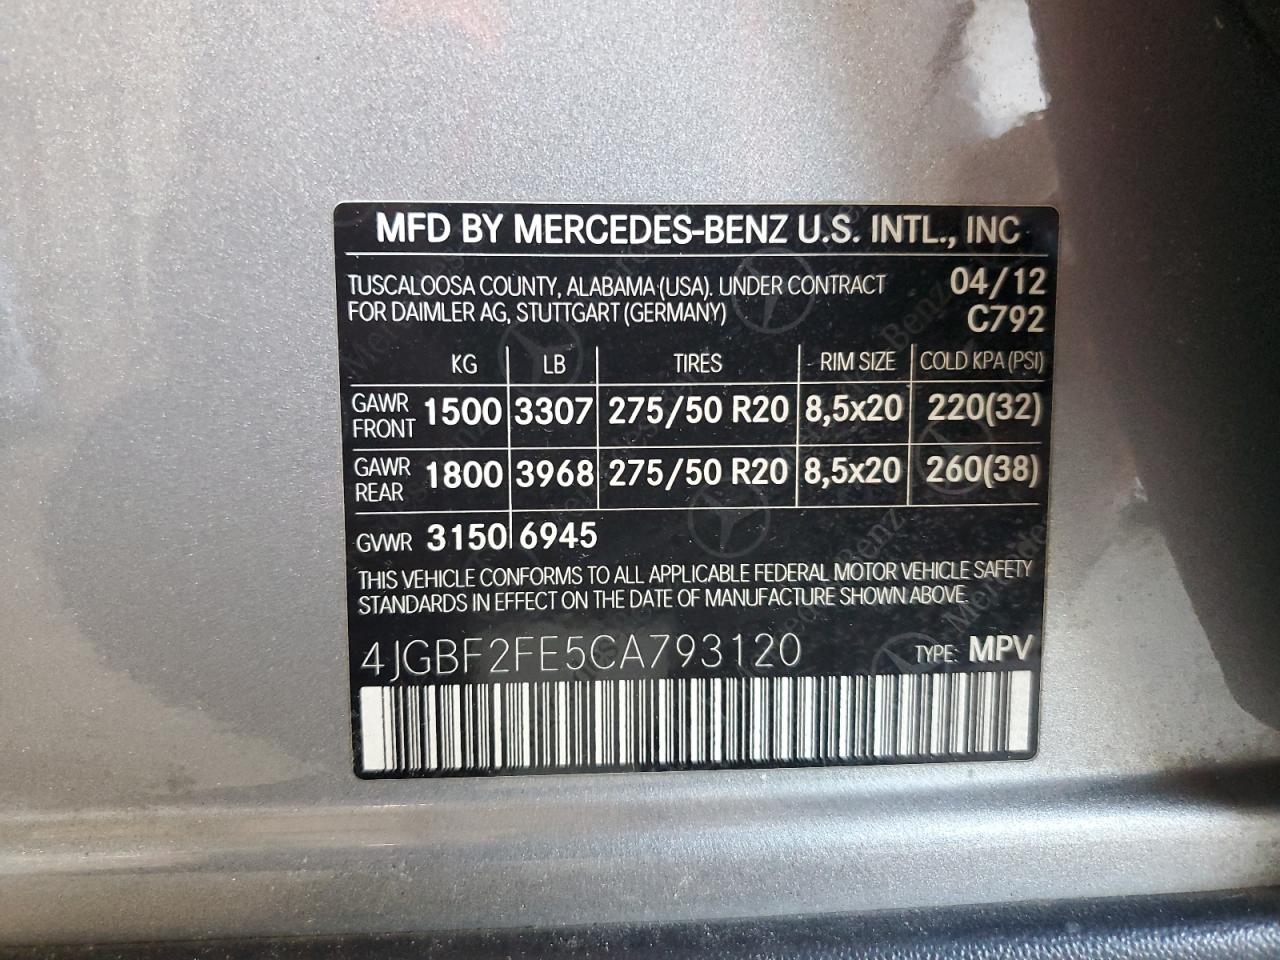 MFD BY MERCEDES-BENZ U.S. INTL., INC
TUSCALOOSA COUNTY, ALABAMA (USA). UNDER CONTRACT 04/12
FOR DAIMLER AG, STUTTGART (GERMANY) C792
KG LB TIRES RIM SIZE COLD KPA (PSI)
GAWR FRONT 1500 3307 275/50 R20 8,5x20 220(32)
GAWR REAR 1800 3968 275/50 R20 8,5x20 260(38)
GVWR 3150 6945
THIS VEHICLE CONFORMS TO ALL APPLICABLE FEDERAL MOTOR VEHICLE SAFETY
STANDARDS IN EFFECT ON THE DATE OF MANUFACTURE SHOWN ABOVE.
4JGBF2FE5CA793120 TYPE: MPV